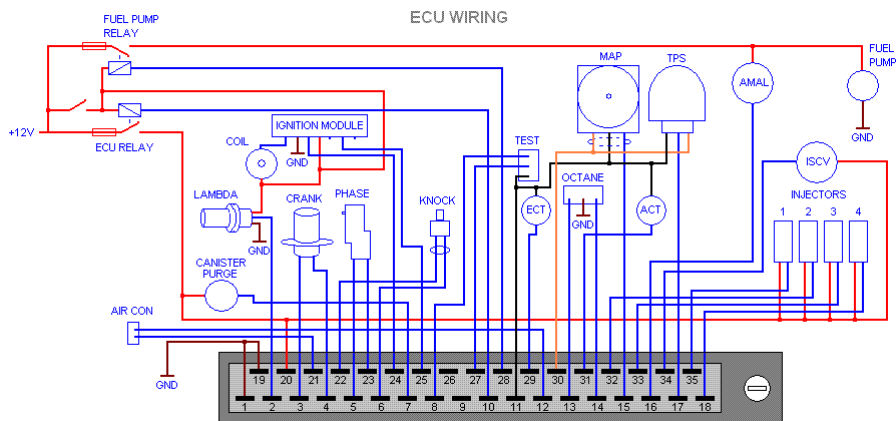 ECU WIRING
FUEL PUMP
RELAY
MAP
TPS
FUEL
PUMP
AMAL
+12V
ECU RELAY
IGNITION MODULE
COIL
GND
TEST
GND
ISCV
LAMBDA
CRANK
PHASE
KNOCK
ECT
OCTANE
GND
ACT
INJECTORS
1 2 3 4
GND
CANISTER
PURGE
AIR CON
GND
19 20 21 22 23 24 25 26 27 28 29 30 31 32 33 34 35
1 2 3 4 5 6 7 8 9 10 11 12 13 14 15 16 17 18